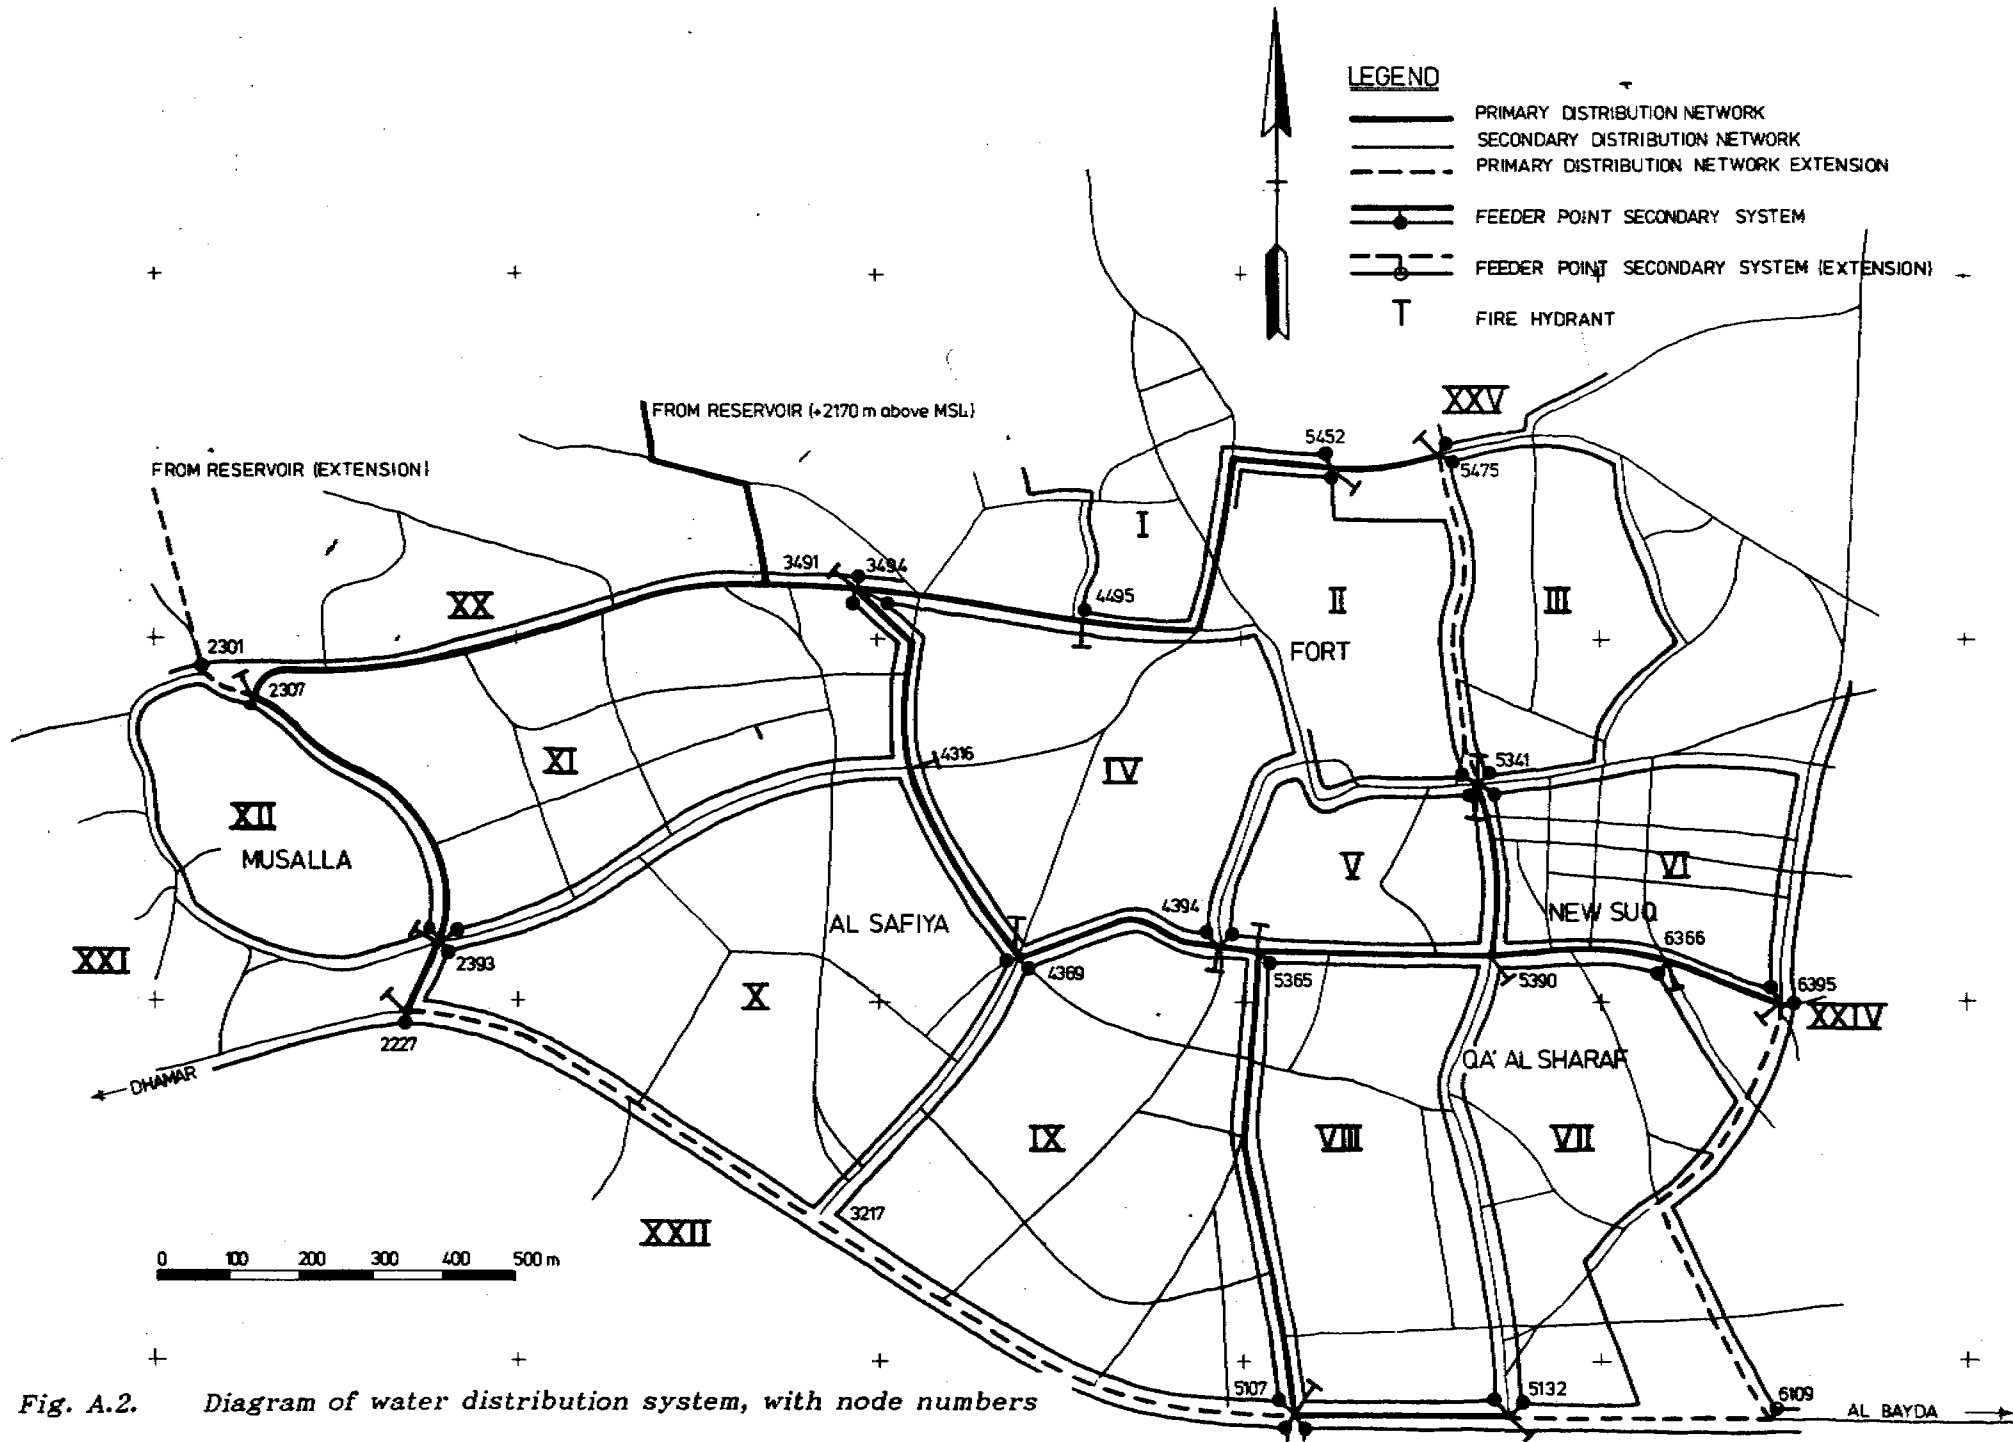 LEGEND
PRIMARY DISTRIBUTION NETWORK
SECONDARY DISTRIBUTION NETWORK
PRIMARY DISTRIBUTION NETWORK EXTENSION
FEEDER POINT SECONDARY SYSTEM
FEEDER POINT SECONDARY SYSTEM (EXTENSION)
FIRE HYDRANT
FROM RESERVOIR (+2170 m above MSL)
XXV
5452
FROM RESERVOIR (EXTENSION)
5475
I
3491
3494
4495
XX
II
III
2301
FORT
2307
4316
5341
XI
IV
XII
MUSALLA
V
VI
4394
NEW SUQ
AL SAFIYA
6366
XXI
2393
4369
5365
5390
6395
X
XXIV
2227
QA' AL SHARAF
DHAMAR
IX
VIII
VII
3217
XXII
0 100 200 300 400 500 m
5107
5132
6109
AL BAYDA
Fig. A.2. Diagram of water distribution system, with node numbers